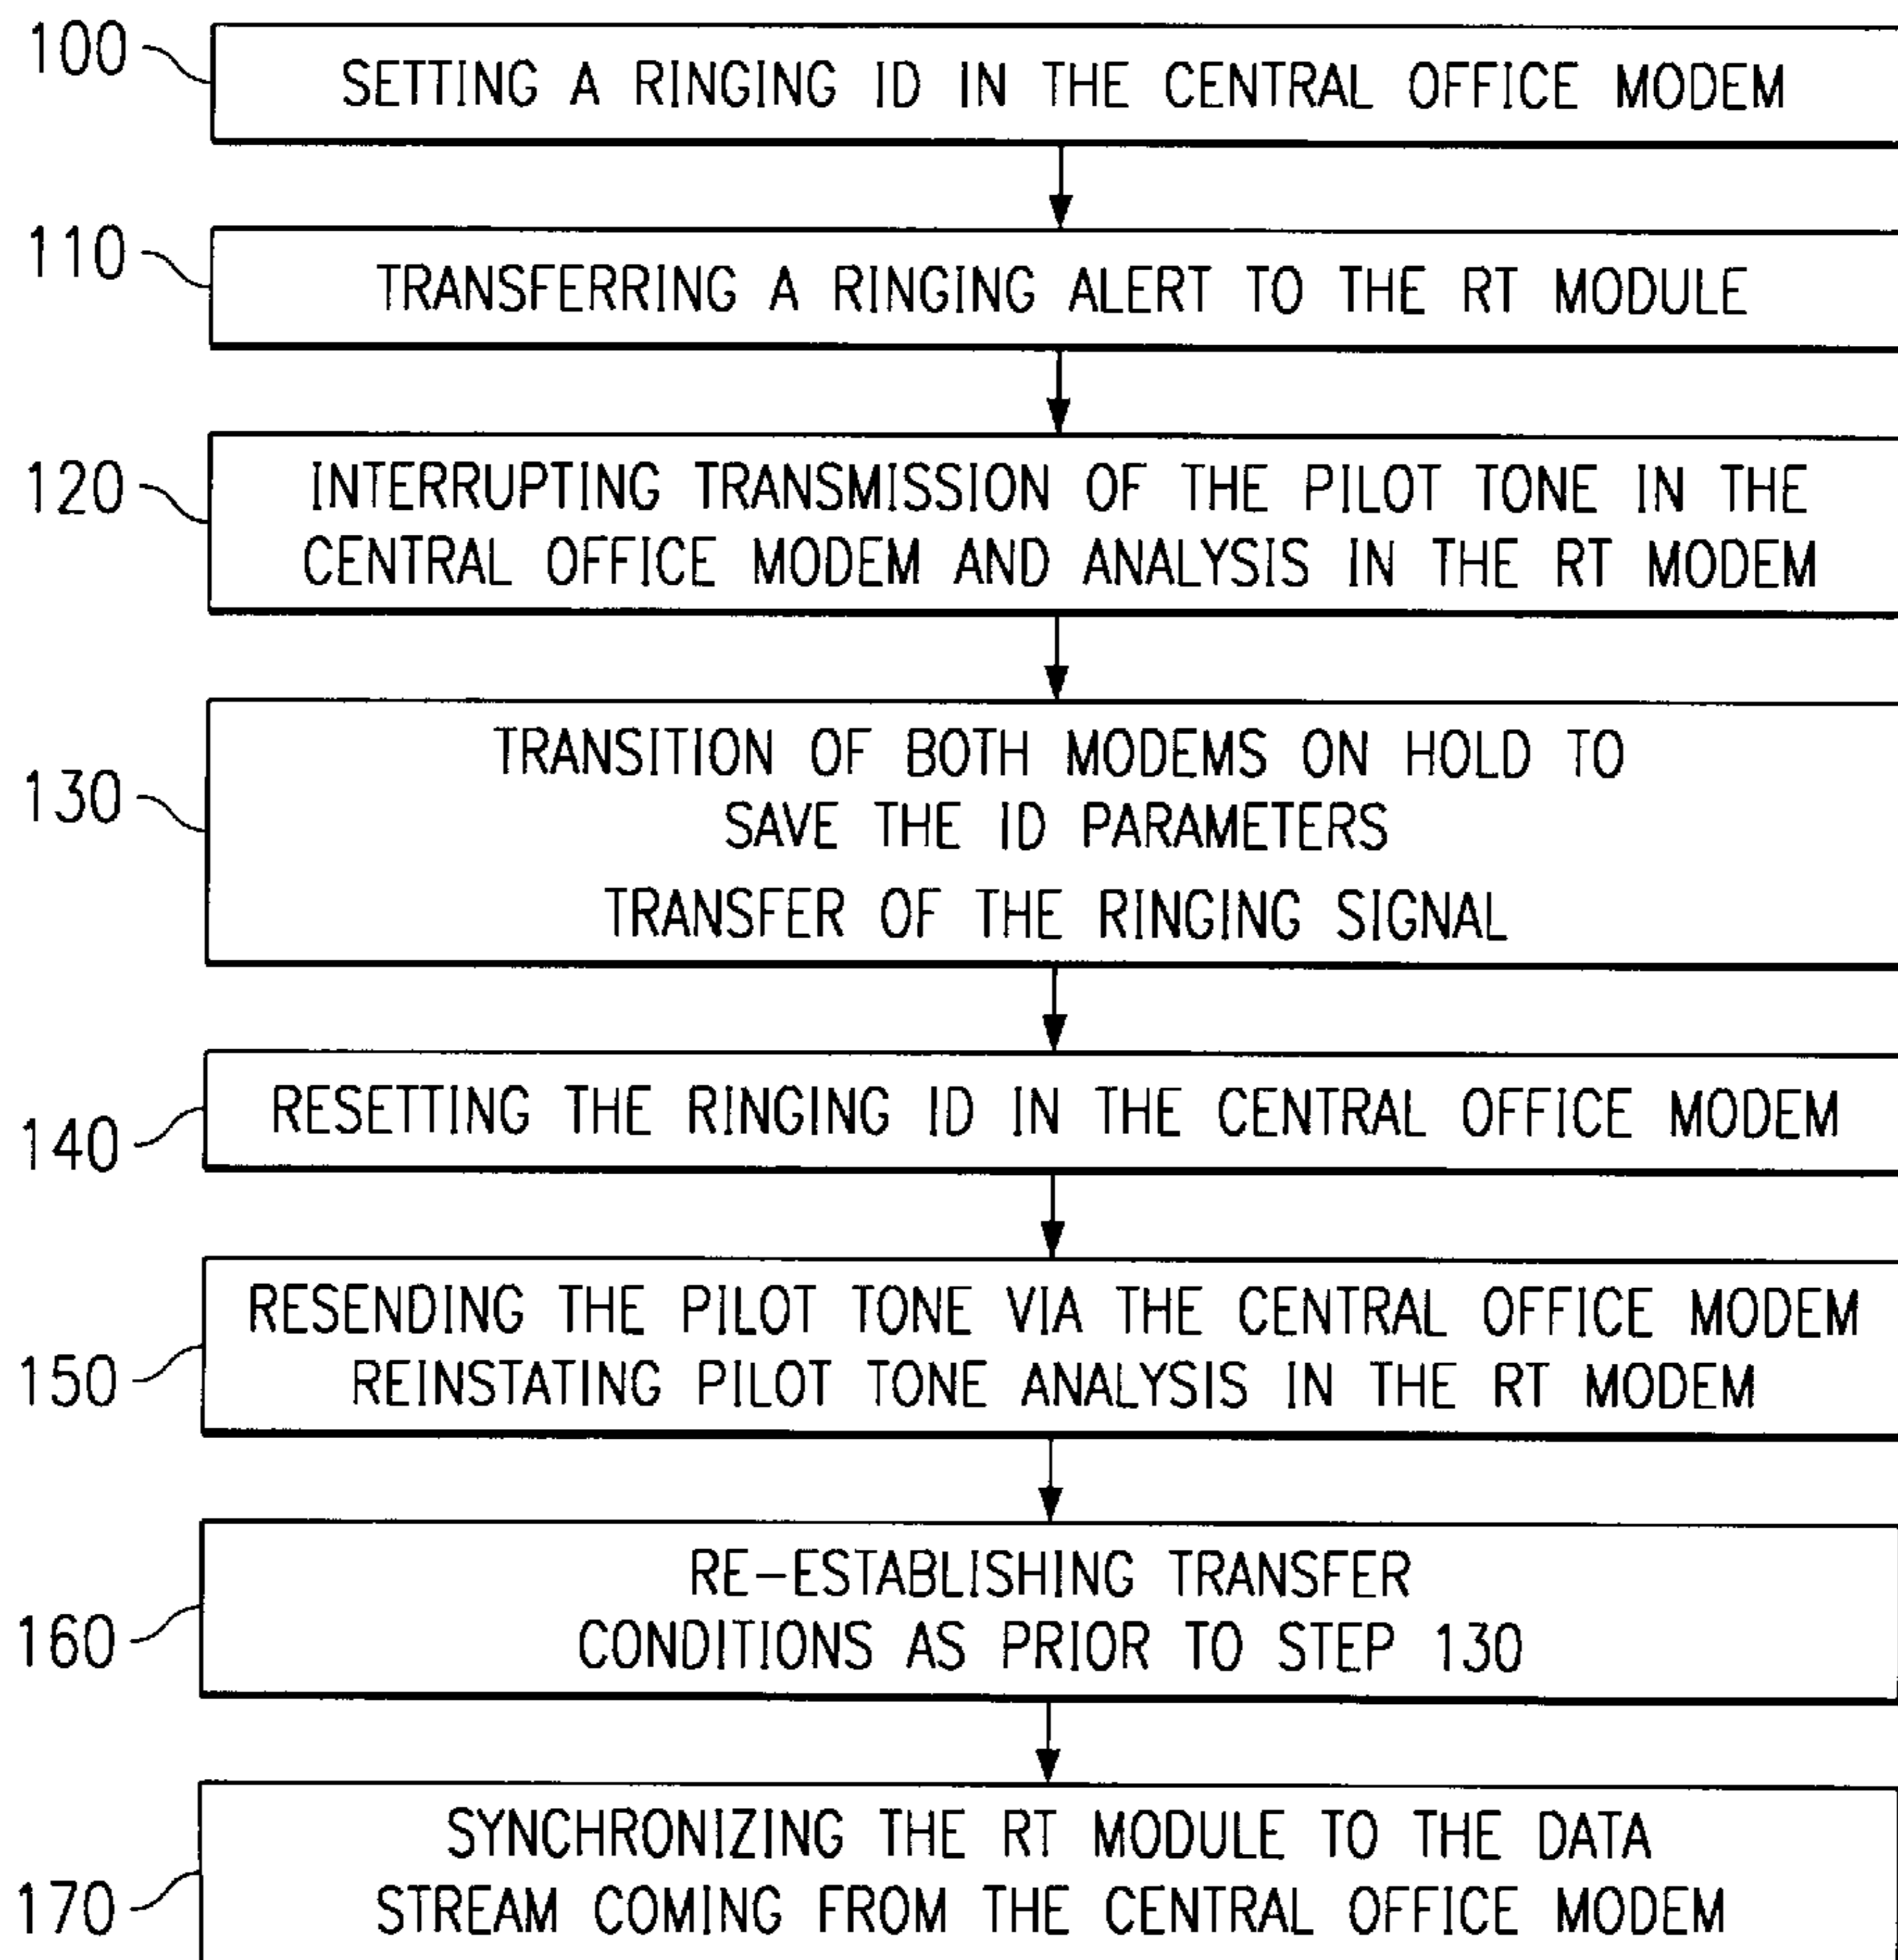 100
SETTING A RINGING ID IN THE CENTRAL OFFICE MODEM
110
TRANSFERRING A RINGING ALERT TO THE RT MODULE
120
INTERRUPTING TRANSMISSION OF THE PILOT TONE IN THE
CENTRAL OFFICE MODEM AND ANALYSIS IN THE RT MODEM
130
TRANSITION OF BOTH MODEMS ON HOLD TO
SAVE THE ID PARAMETERS
TRANSFER OF THE RINGING SIGNAL
140
RESETTING THE RINGING ID IN THE CENTRAL OFFICE MODEM
150
RESENDING THE PILOT TONE VIA THE CENTRAL OFFICE MODEM
REINSTATING PILOT TONE ANALYSIS IN THE RT MODEM
160
RE-ESTABLISHING TRANSFER
CONDITIONS AS PRIOR TO STEP 130
170
SYNCHRONIZING THE RT MODULE TO THE DATA
STREAM COMING FROM THE CENTRAL OFFICE MODEM